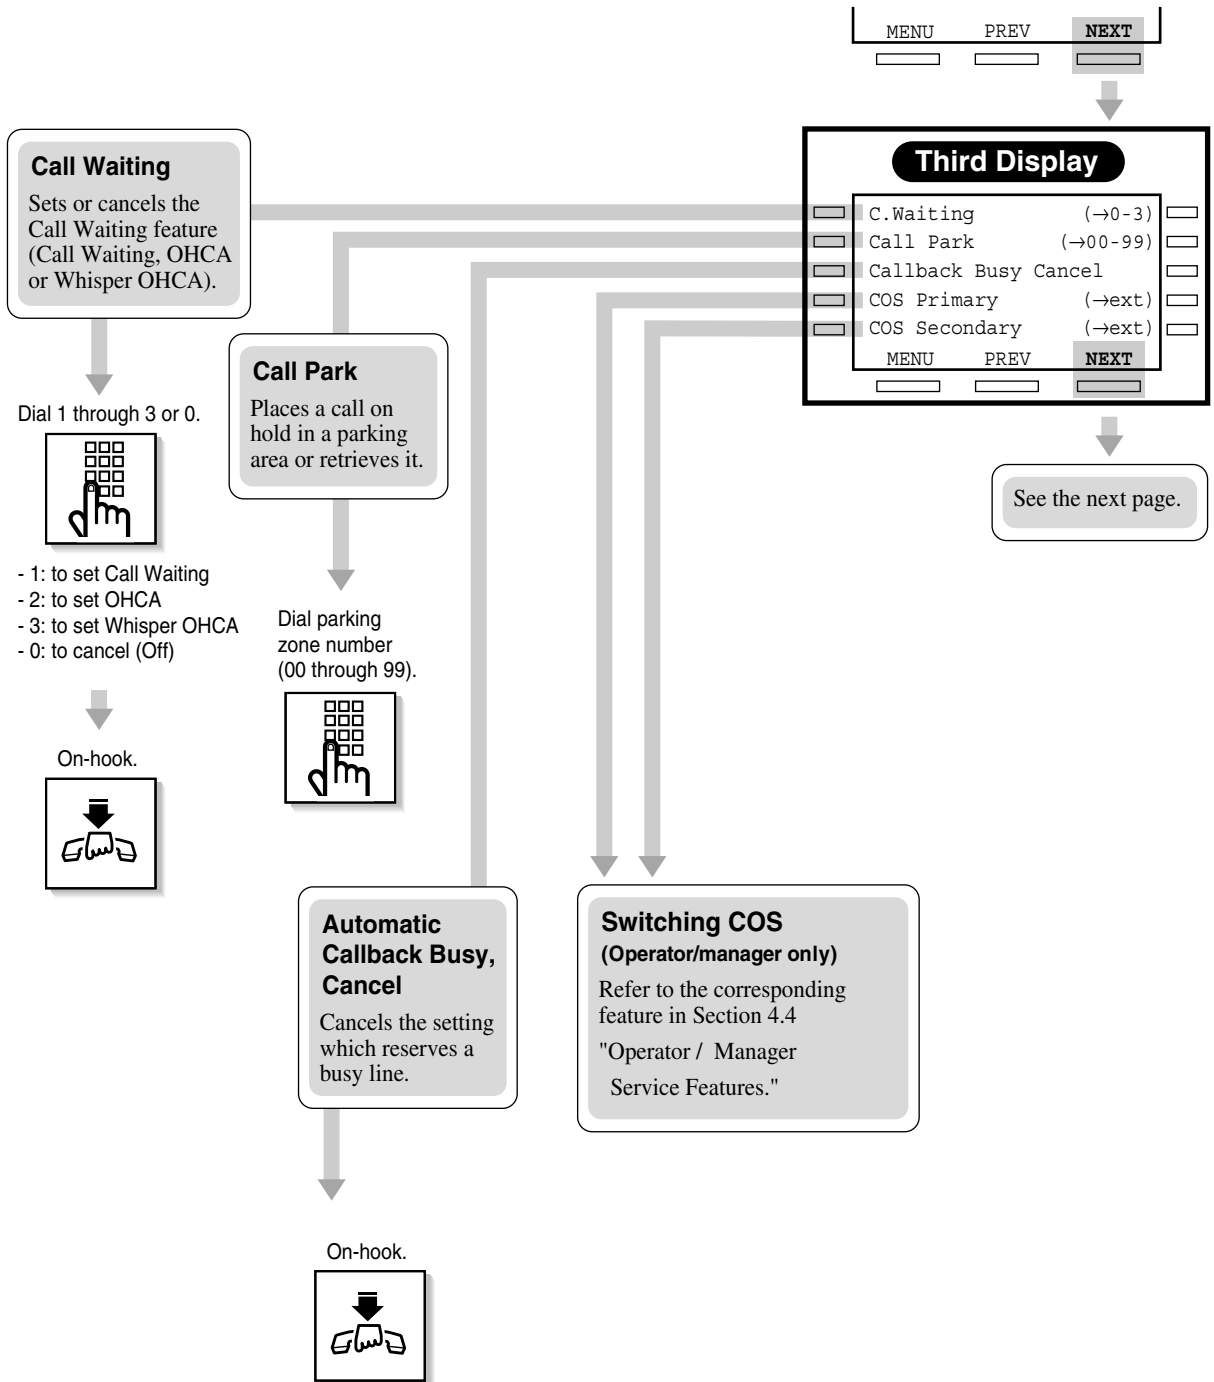 MENU PREV NEXT
Third Display
C.Waiting (→0-3)
Call Park (→00-99)
Callback Busy Cancel
COS Primary (→ext)
COS Secondary (→ext)
MENU PREV NEXT
See the next page.
Call Waiting
Sets or cancels the
Call Waiting feature
(Call Waiting, OHCA
or Whisper OHCA).
Dial 1 through 3 or 0.
- 1: to set Call Waiting
- 2: to set OHCA
- 3: to set Whisper OHCA
- 0: to cancel (Off)
On-hook.
Call Park
Places a call on
hold in a parking
area or retrieves it.
Dial parking
zone number
(00 through 99).
Automatic
Callback Busy,
Cancel
Cancels the setting
which reserves a
busy line.
On-hook.
Switching COS
(Operator/manager only)
Refer to the corresponding
feature in Section 4.4
"Operator / Manager
Service Features."